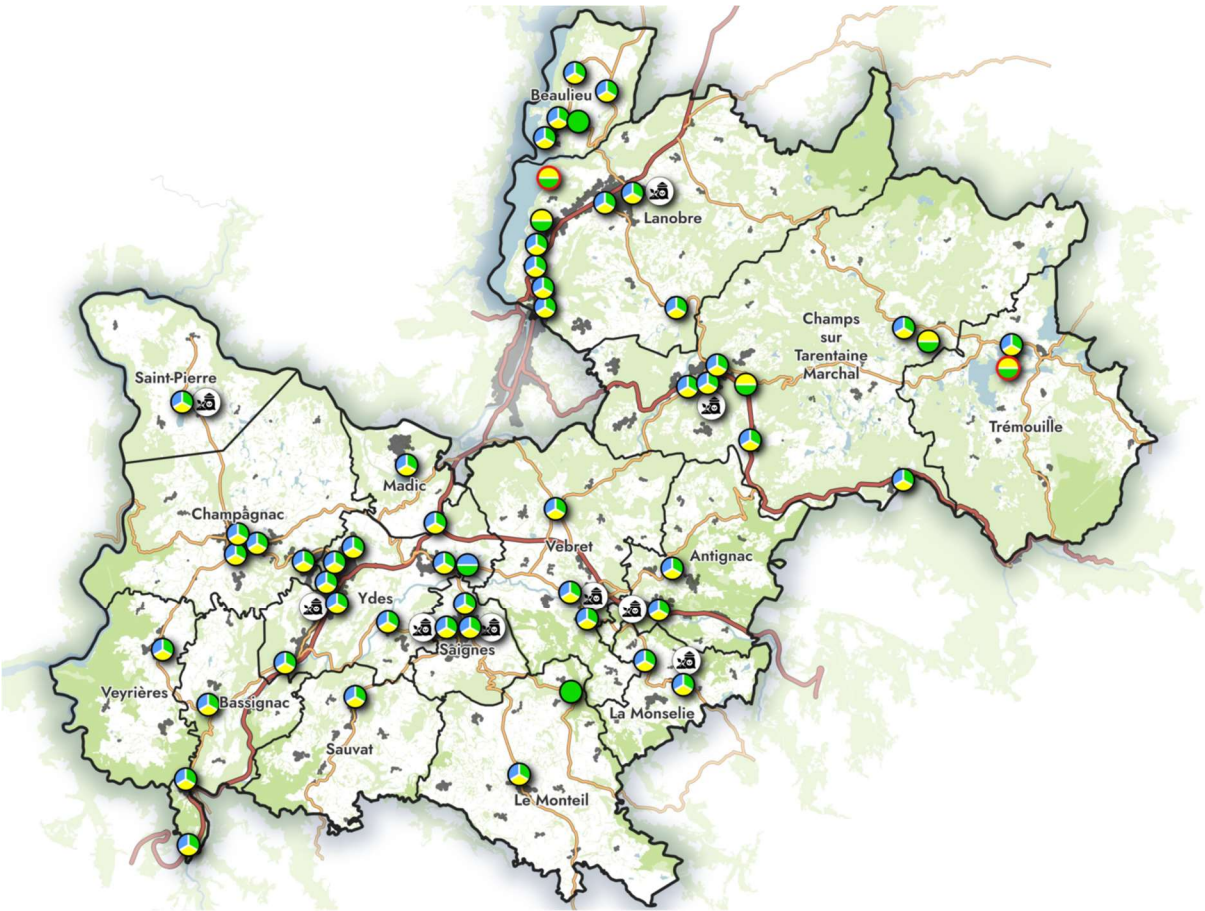 Beaulieu
Lanobre
Champs
sur
Tarentaine
Marchal
Saint-Pierre
Trémouille
Madic
Champagnac
Vebret
Antignac
Ydes
Saignes
Veyrières
Bassignac
La Monselie
Sauvat
Le Monteil